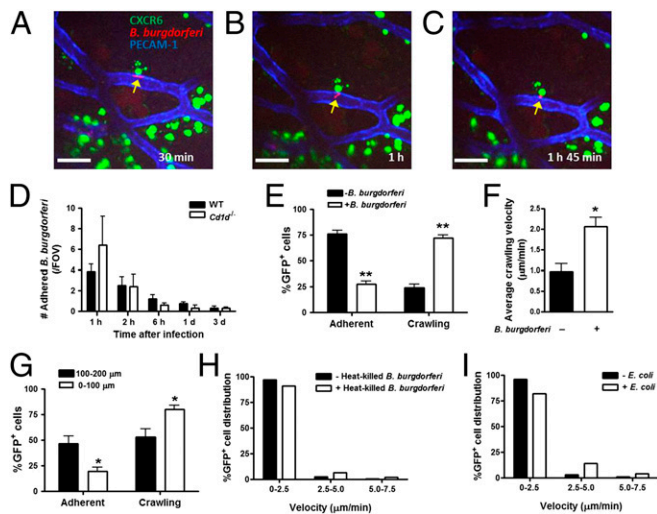 A
CXCR6
B. burgdorferi
PECAM-1
30 min
B
1 h
C
1 h 45 min
D
WT
Cd1d-/-
# Adhered B. burgdorferi
(/FOV)
10
8
6
4
2
0
1 h 2 h 6 h 1 d 3 d
Time after infection
E
-B. burgdorferi
+B. burgdorferi
%GFP+ cells
100
75
50
25
0
**
**
Adherent Crawling
F
Average crawling velocity
(μm/min)
2.5
2.0
1.5
1.0
0.5
0.0
*
B. burgdorferi – +
G
100-200 μm
0-100 μm
%GFP+ cells
100
75
50
25
0
*
*
Adherent Crawling
H
- Heat-killed B. burgdorferi
+ Heat-killed B. burgdorferi
%GFP+ cell distribution
100
75
50
25
0
0-2.5 2.5-5.0 5.0-7.5
Velocity (μm/min)
I
- E. coli
+ E. coli
%GFP+ cell distribution
100
75
50
25
0
0-2.5 2.5-5.0 5.0-7.5
Velocity (μm/min)